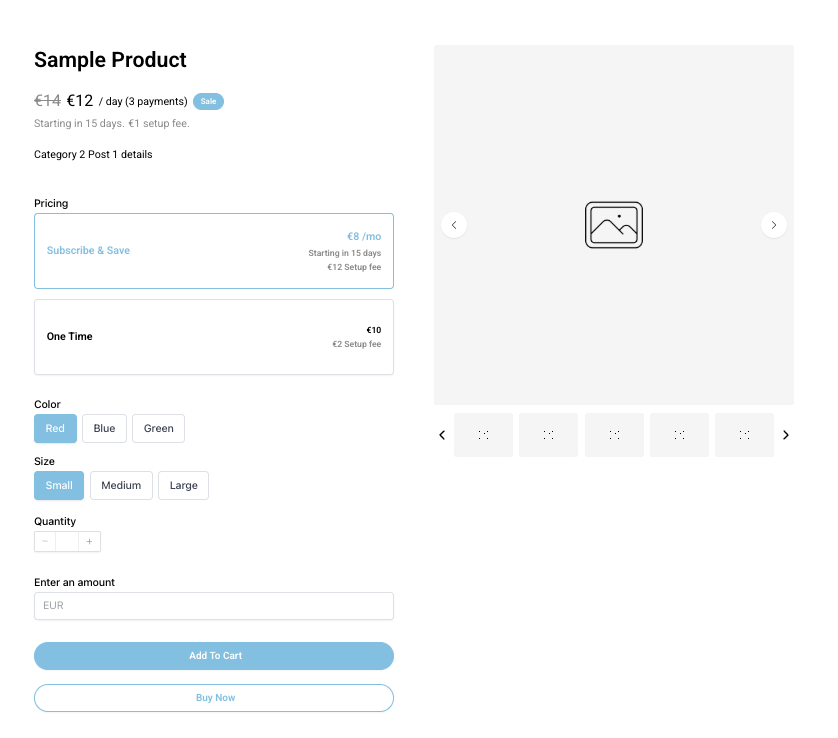 Sample Product
€14 €12 / day (3 payments) Sale
Starting in 15 days. €1 setup fee.
Category 2 Post 1 details
Pricing
Subscribe & Save
€8 /mo
Starting in 15 days
€12 Setup fee
One Time
€10
€2 Setup fee
Color
Red Blue Green
Size
Small Medium Large
Quantity
− +
Enter an amount
EUR
Add To Cart
Buy Now